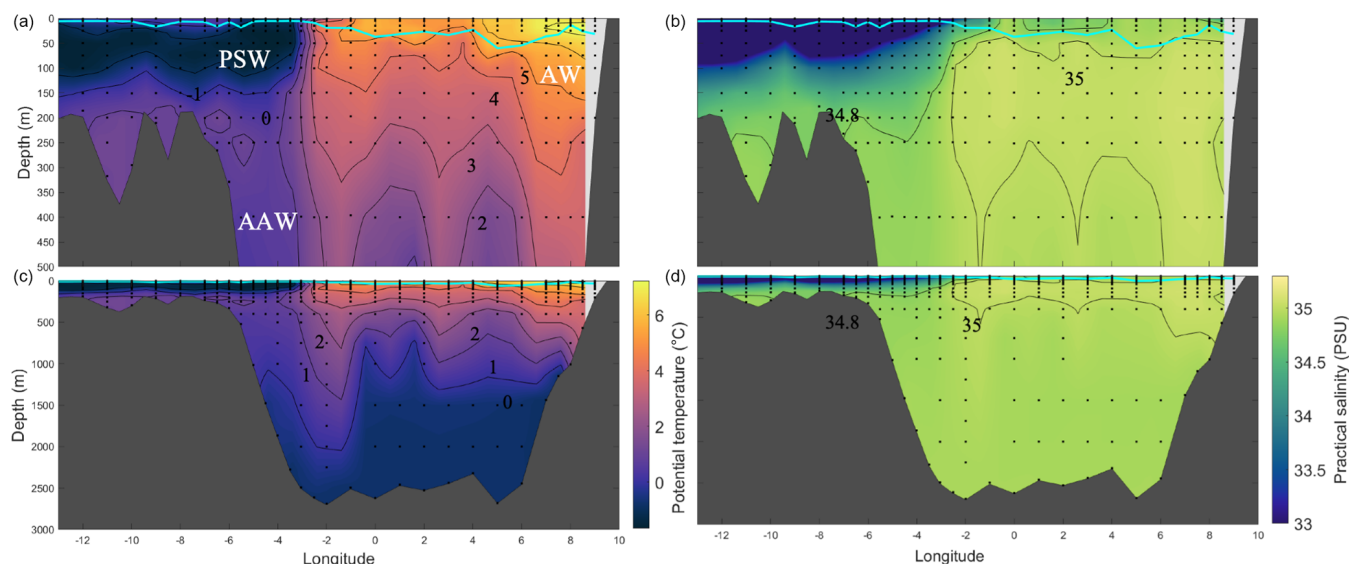 (a)
0
50
100
150
200
250
300
350
400
450
500
Depth (m)
PSW
AW
AAW
-1
0
5
4
3
2
(b)
34.8
35
(c)
0
500
1000
1500
2000
2500
3000
Depth (m)
2
1
2
1
0
-12 -10 -8 -6 -4 -2 0 2 4 6 8 10
Longitude
6
4
2
0
Potential temperature (°C)
(d)
34.8
35
-12 -10 -8 -6 -4 -2 0 2 4 6 8 10
Longitude
35
34.5
34
33.5
33
Practical salinity (PSU)